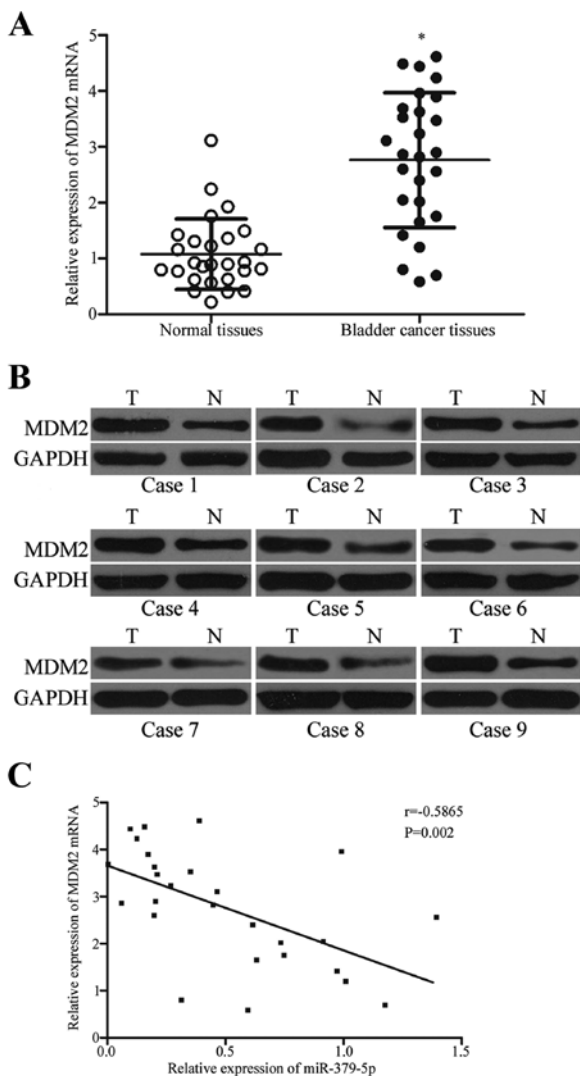 A
*
Relative expression of MDM2 mRNA
5
4
3
2
1
0
Normal tissues Bladder cancer tissues
B
T N T N T N
MDM2
GAPDH
Case 1 Case 2 Case 3
T N T N T N
MDM2
GAPDH
Case 4 Case 5 Case 6
T N T N T N
MDM2
GAPDH
Case 7 Case 8 Case 9
C
r=-0.5865
P=0.002
Relative expression of MDM2 mRNA
5
4
3
2
1
0
0.0 0.5 1.0 1.5
Relative expression of miR-379-5p